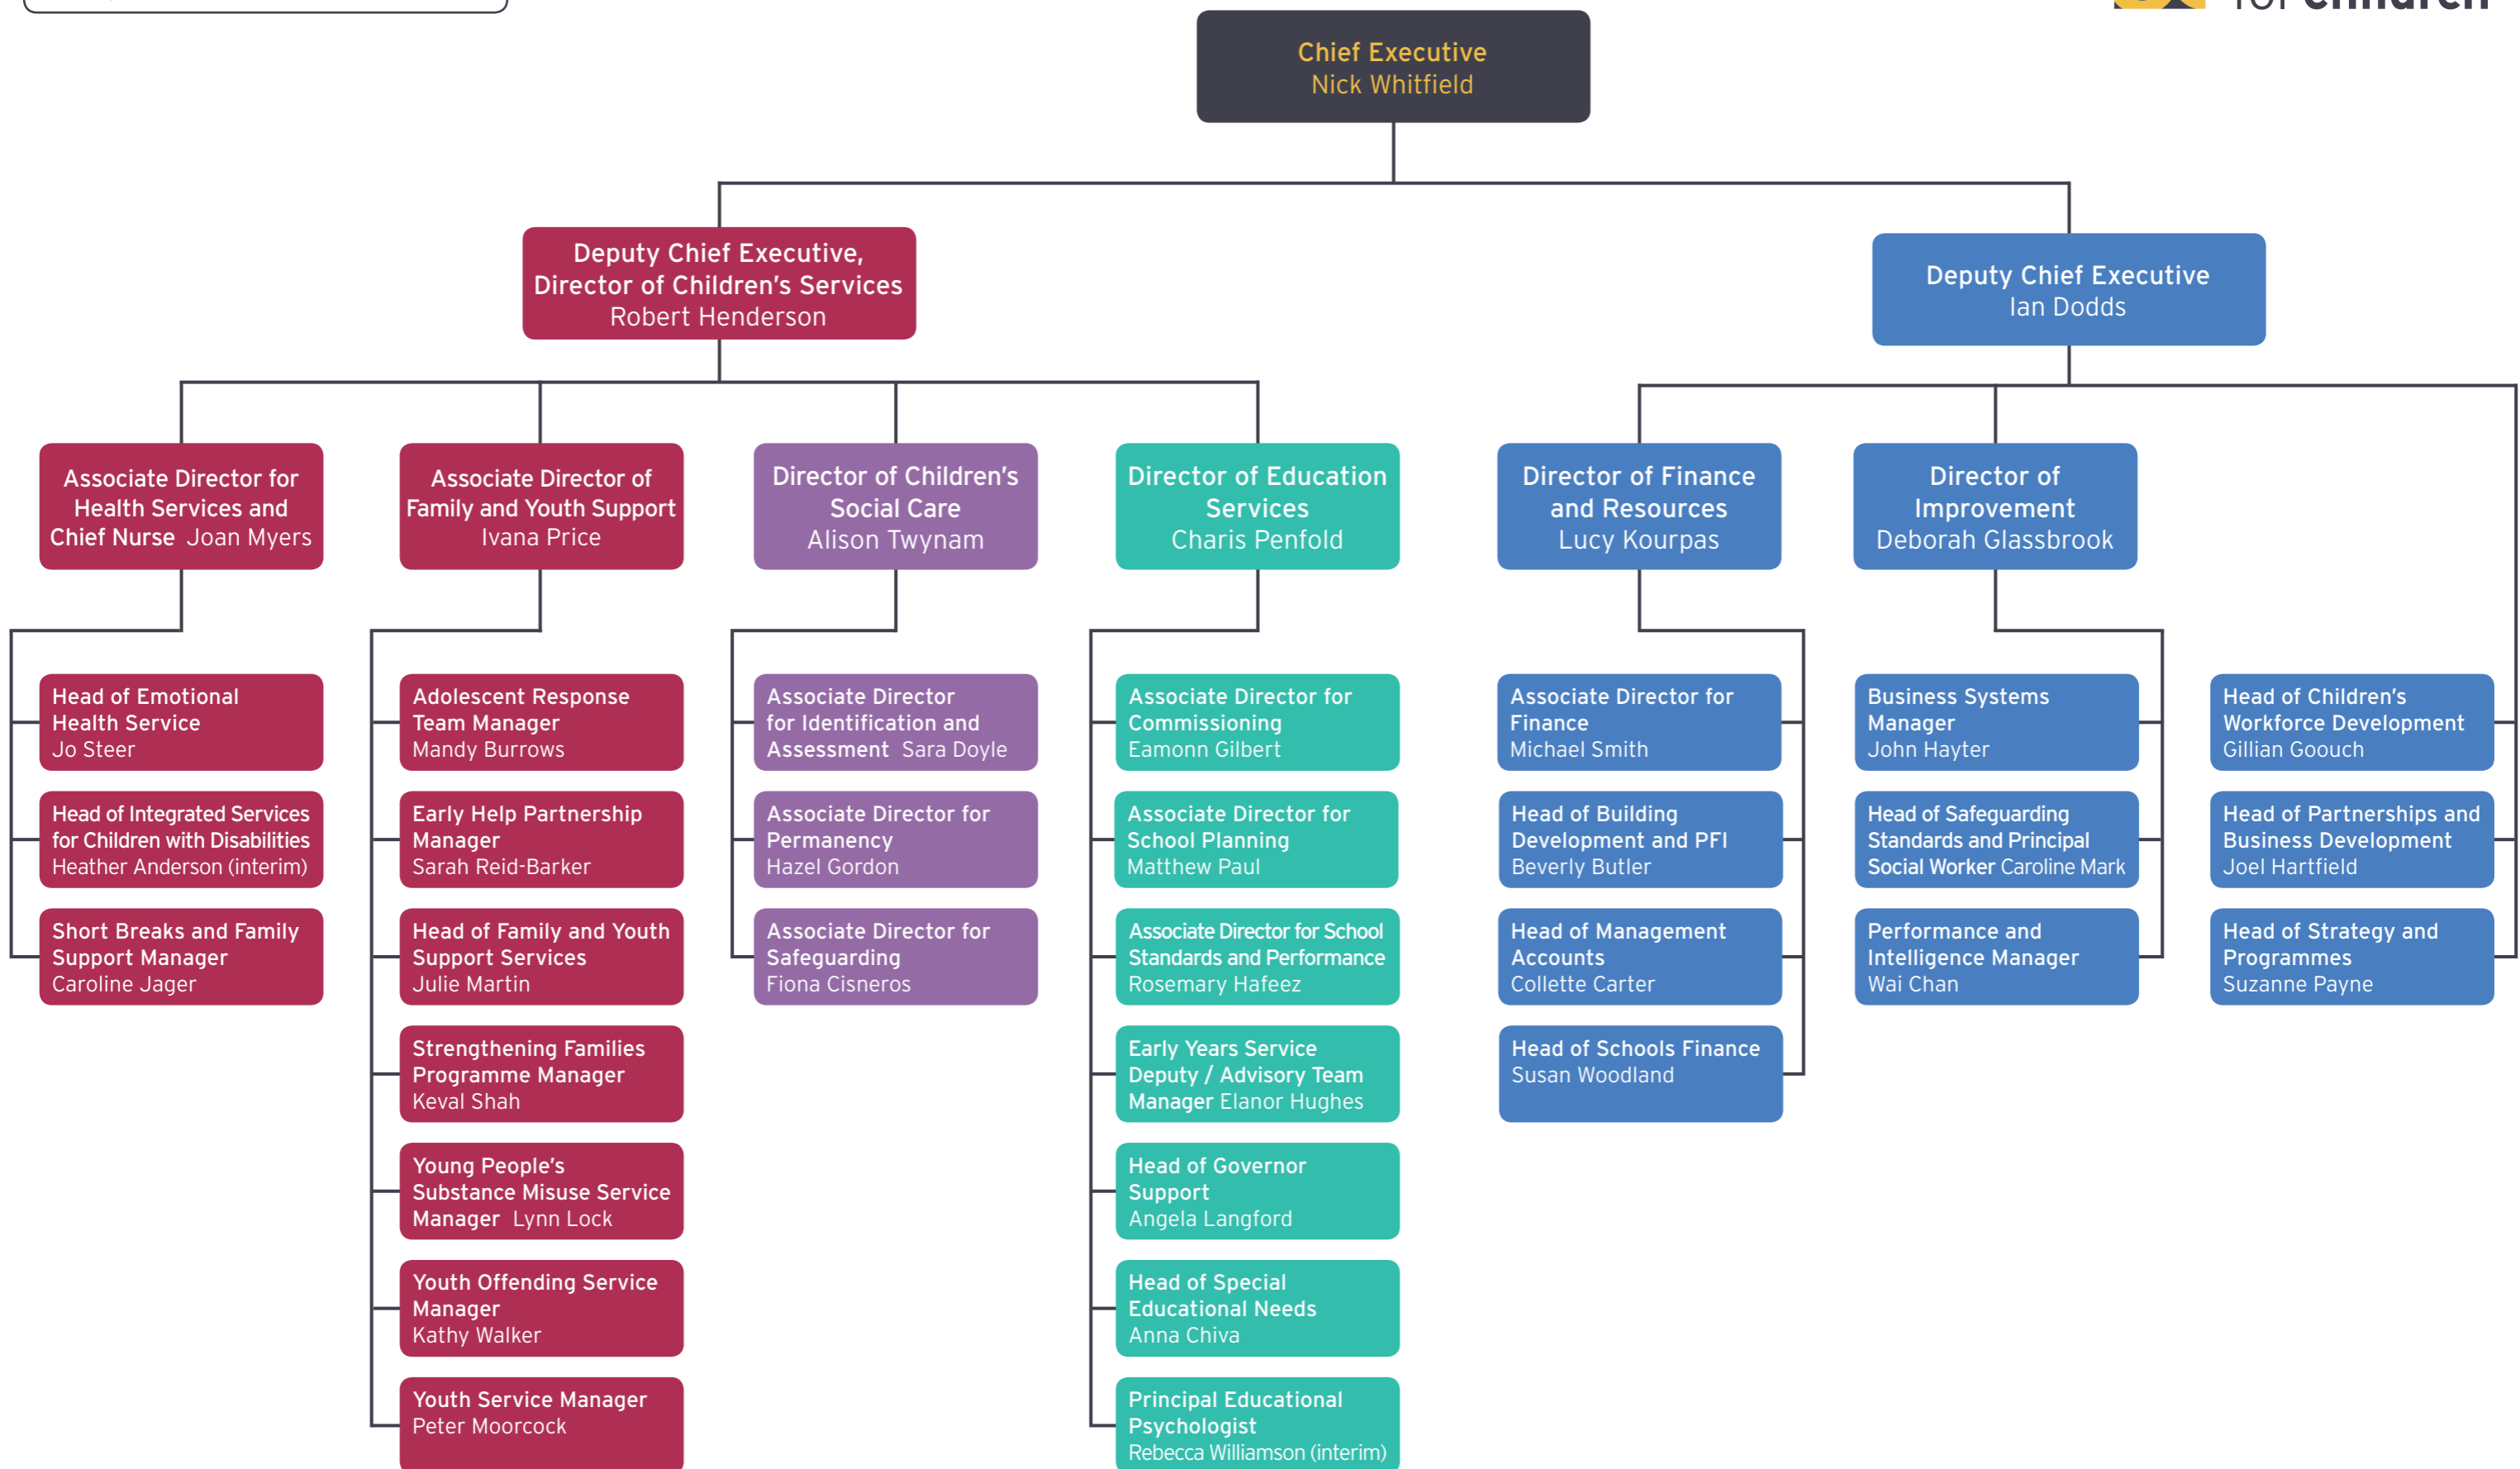 for children
Chief Executive
Nick Whitfield
Deputy Chief Executive,
Director of Children's Services
Robert Henderson
Deputy Chief Executive
Ian Dodds
Associate Director for
Health Services and
Chief Nurse Joan Myers
Associate Director of
Family and Youth Support
Ivana Price
Director of Children's
Social Care
Alison Twynam
Director of Education
Services
Charis Penfold
Director of Finance
and Resources
Lucy Kourpas
Director of
Improvement
Deborah Glassbrook
Head of Emotional
Health Service
Jo Steer
Head of Integrated Services
for Children with Disabilities
Heather Anderson (interim)
Short Breaks and Family
Support Manager
Caroline Jager
Adolescent Response
Team Manager
Mandy Burrows
Early Help Partnership
Manager
Sarah Reid-Barker
Head of Family and Youth
Support Services
Julie Martin
Strengthening Families
Programme Manager
Keval Shah
Young People's
Substance Misuse Service
Manager Lynn Lock
Youth Offending Service
Manager
Kathy Walker
Youth Service Manager
Peter Moorcock
Associate Director
for Identification and
Assessment Sara Doyle
Associate Director for
Permanency
Hazel Gordon
Associate Director for
Safeguarding
Fiona Cisneros
Associate Director for
Commissioning
Eamonn Gilbert
Associate Director for
School Planning
Matthew Paul
Associate Director for School
Standards and Performance
Rosemary Hafeez
Early Years Service
Deputy / Advisory Team
Manager Elanor Hughes
Head of Governor
Support
Angela Langford
Head of Special
Educational Needs
Anna Chiva
Principal Educational
Psychologist
Rebecca Williamson (interim)
Associate Director for
Finance
Michael Smith
Head of Building
Development and PFI
Beverly Butler
Head of Management
Accounts
Collette Carter
Head of Schools Finance
Susan Woodland
Business Systems
Manager
John Hayter
Head of Safeguarding
Standards and Principal
Social Worker Caroline Mark
Performance and
Intelligence Manager
Wai Chan
Head of Children's
Workforce Development
Gillian Goouch
Head of Partnerships and
Business Development
Joel Hartfield
Head of Strategy and
Programmes
Suzanne Payne